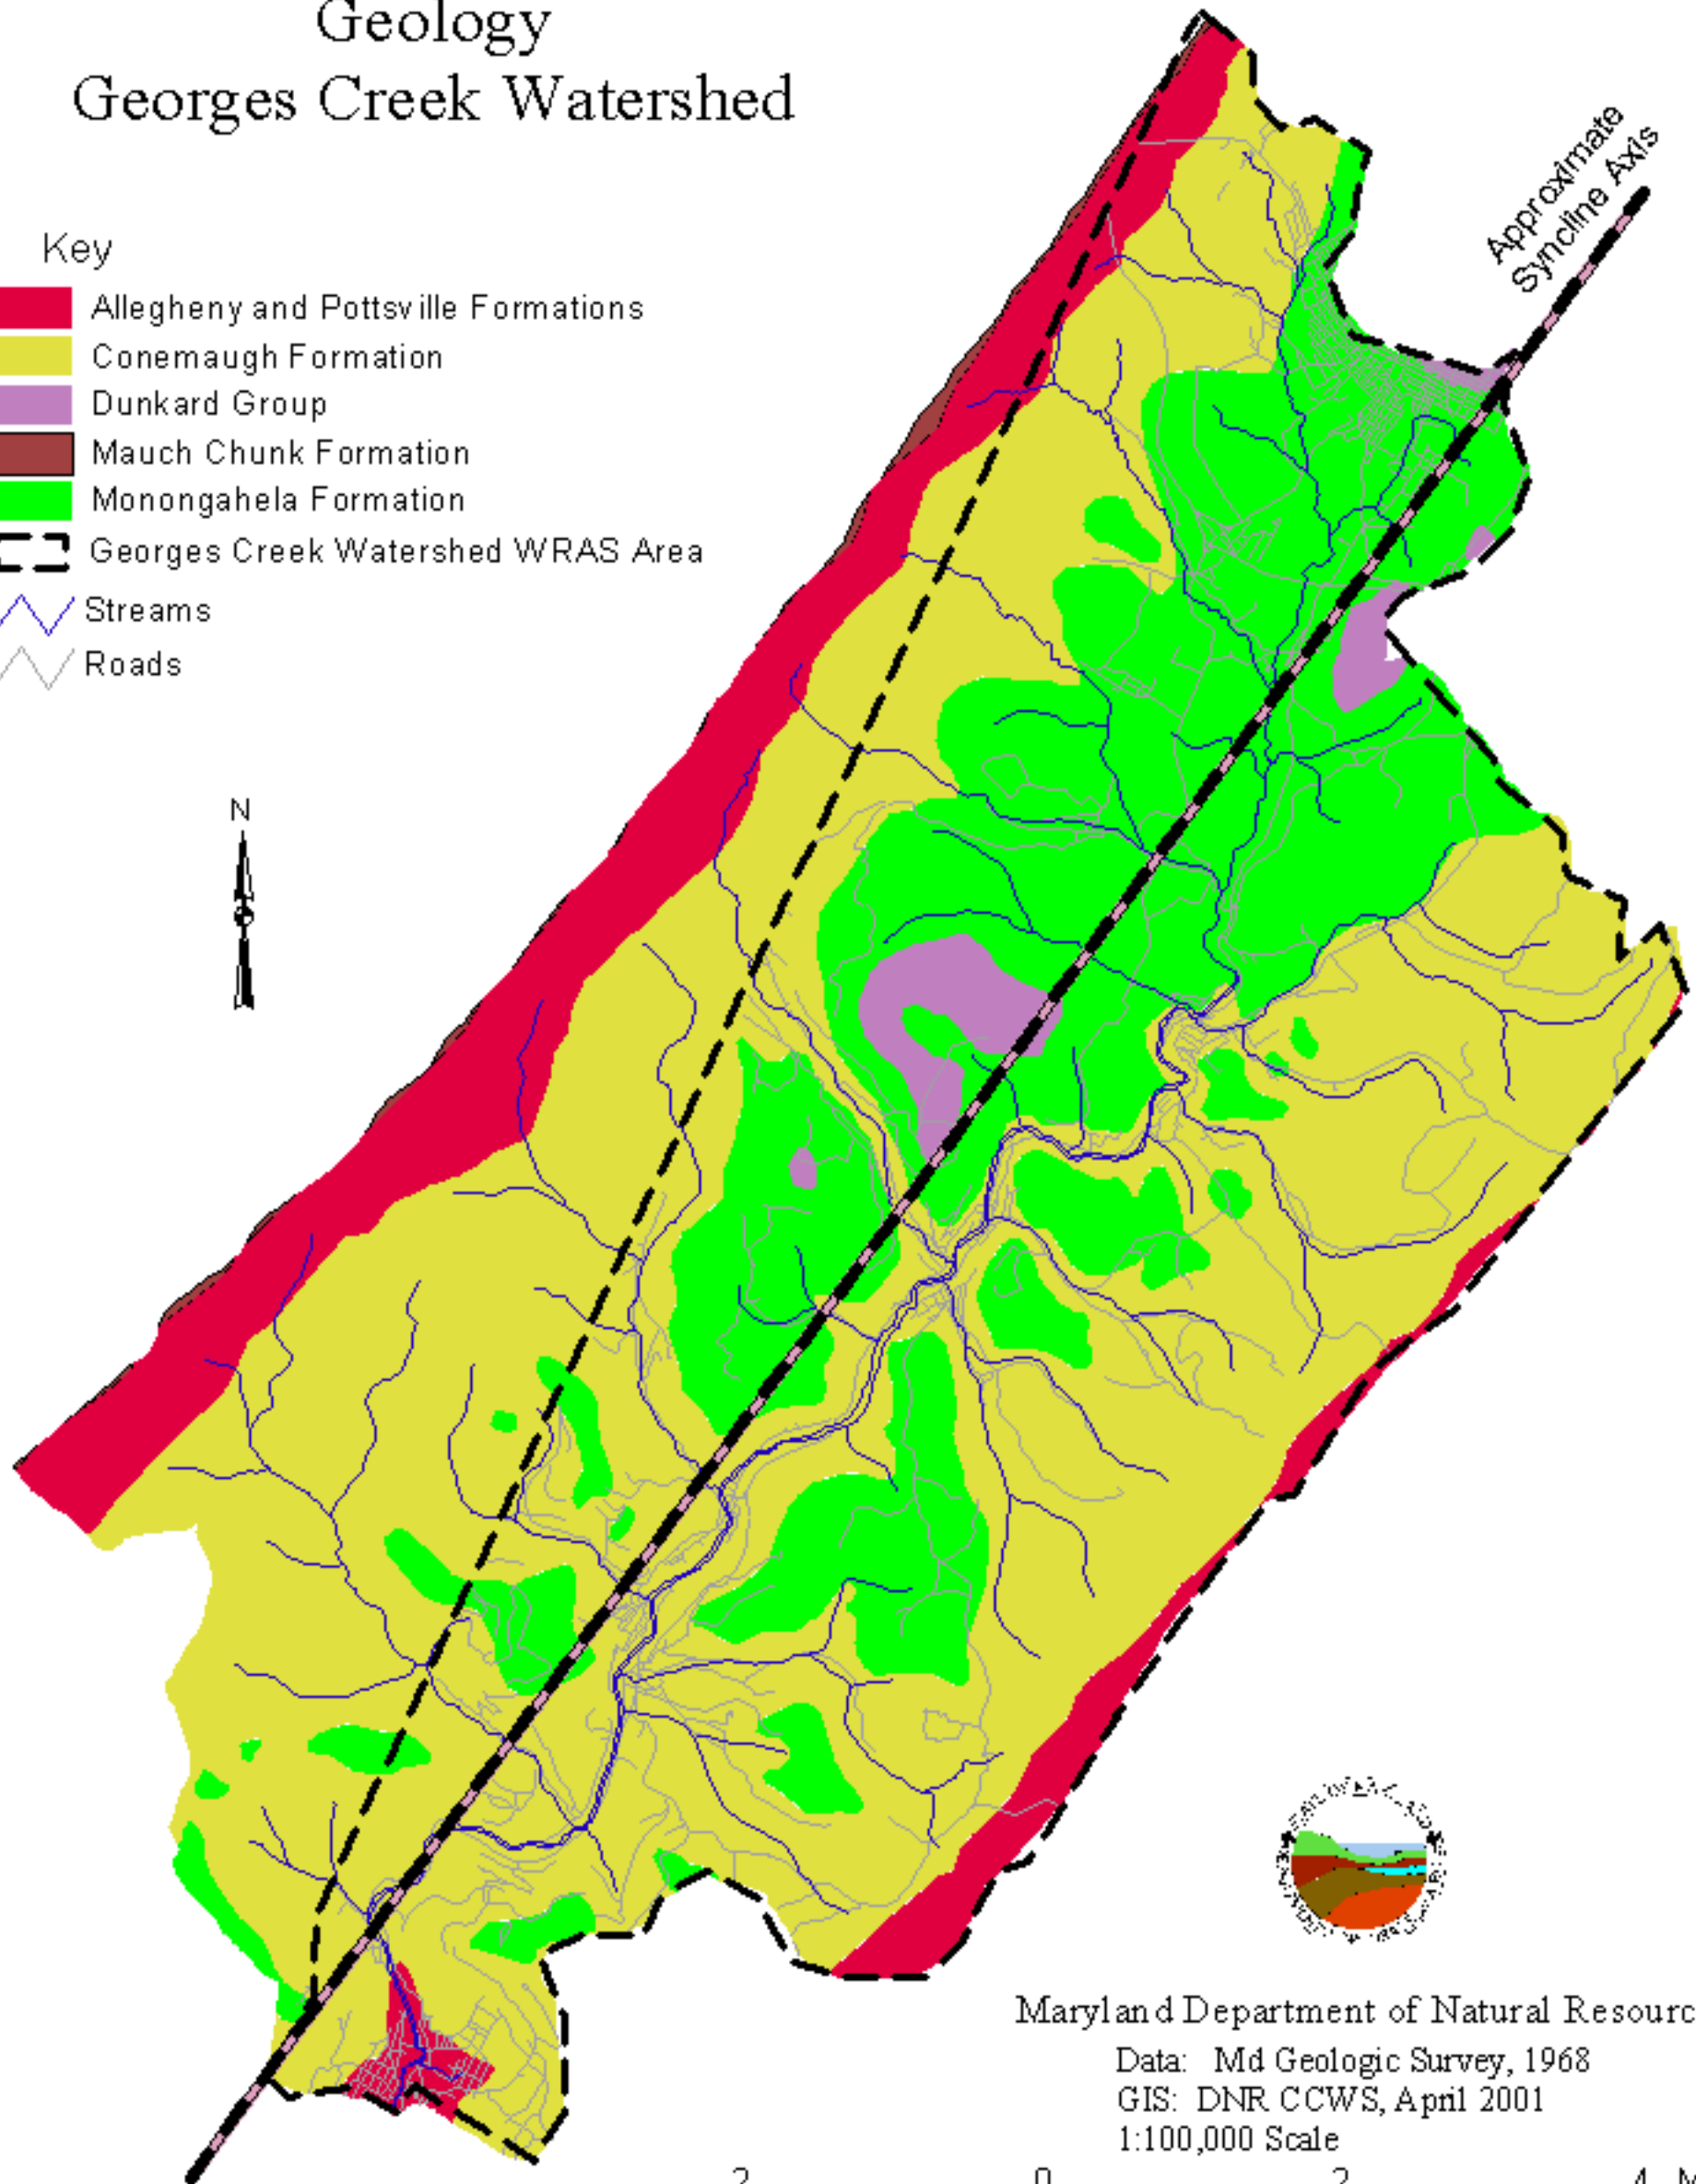 Geology
Georges Creek Watershed
Approximate
Syncline Axis
Key
Allegheny and Pottsville Formations
Conemaugh Formation
Dunkard Group
Mauch Chunk Formation
Monongahela Formation
Georges Creek Watershed WRAS Area
Streams
Roads
N
Maryland Department of Natural Resourc
Data: Md Geologic Survey, 1968
GIS: DNR CCWS, April 2001
1:100,000 Scale
2 0 2 4 M